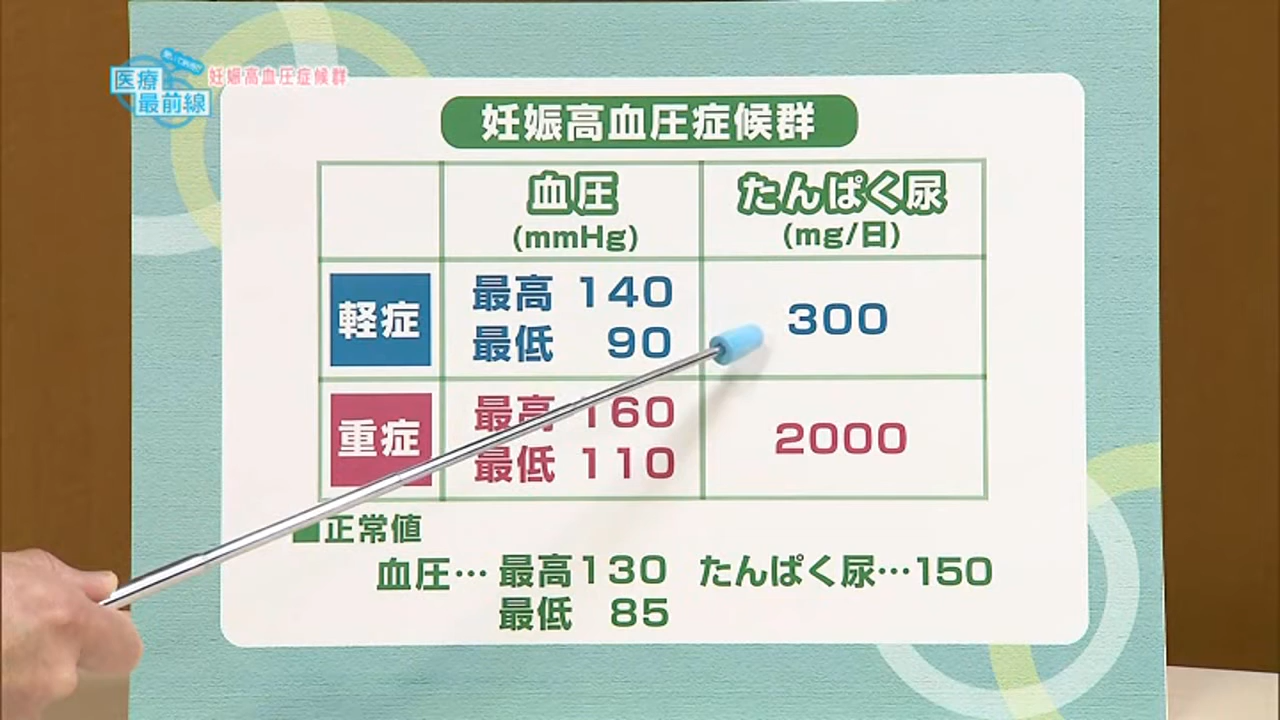 医療
最前線
妊娠高血圧症候群
妊娠高血圧症候群
血圧
(mmHg)
たんぱく尿
(mg/日)
軽症
最高 140
最低 90
300
重症
最高 160
最低 110
2000
■正常値
血圧…最高130 たんぱく尿…150
最低 85